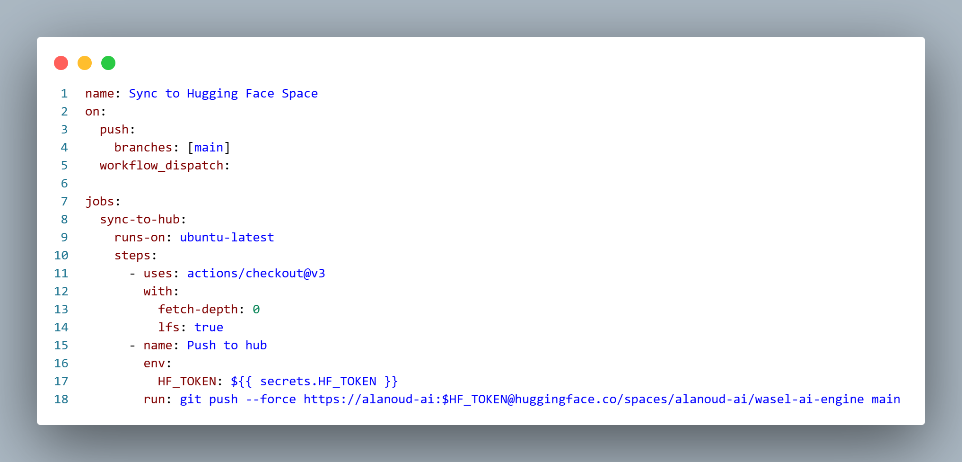 1 name: Sync to Hugging Face Space
2 on:
3   push:
4     branches: [main]
5   workflow_dispatch:
6
7 jobs:
8   sync-to-hub:
9     runs-on: ubuntu-latest
10     steps:
11       - uses: actions/checkout@v3
12         with:
13           fetch-depth: 0
14           lfs: true
15       - name: Push to hub
16         env:
17           HF_TOKEN: ${{ secrets.HF_TOKEN }}
18         run: git push --force https://alanoud-ai:$HF_TOKEN@huggingface.co/spaces/alanoud-ai/wasel-ai-engine main